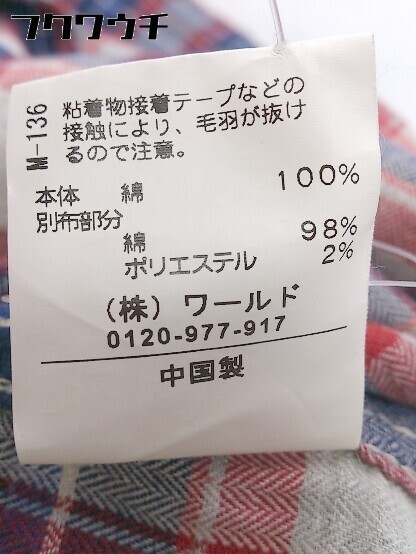 フクワウチ
M-136
粘着物接着テープなどの
接触により、毛羽が抜け
るので注意。
本体 綿 100%
別布部分
綿 98%
ポリエステル 2%
(株) ワールド
0120-977-917
中国製